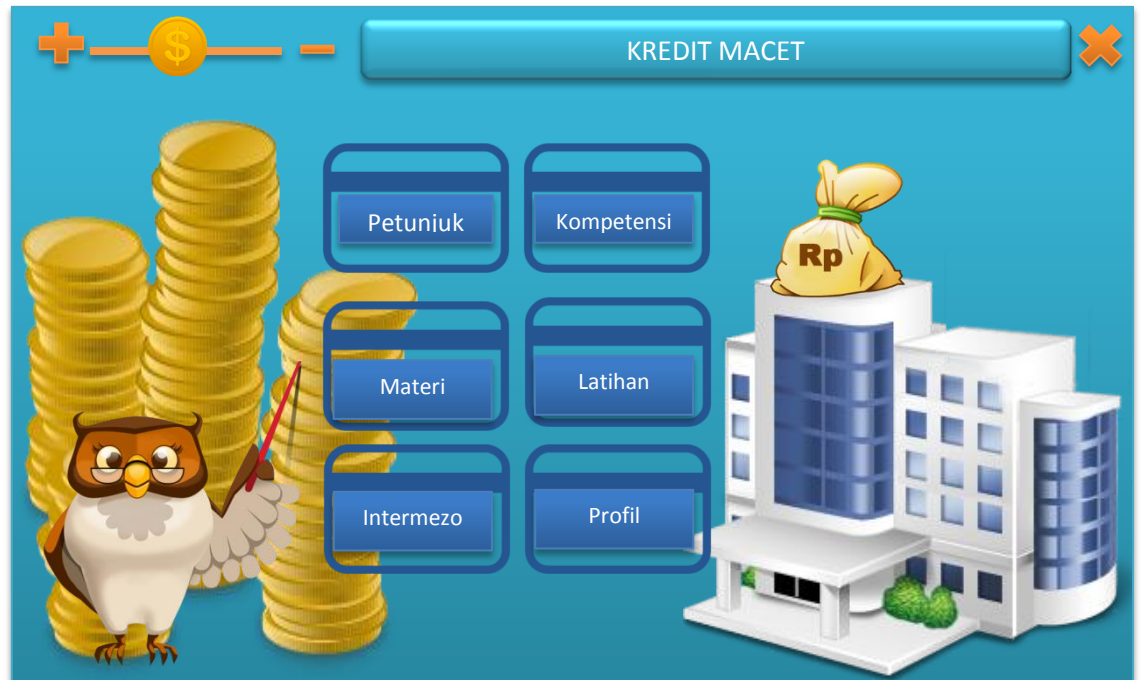 $
KREDIT MACET
Petunjuk
Kompetensi
Rp
Materi
Latihan
Intermezo
Profil